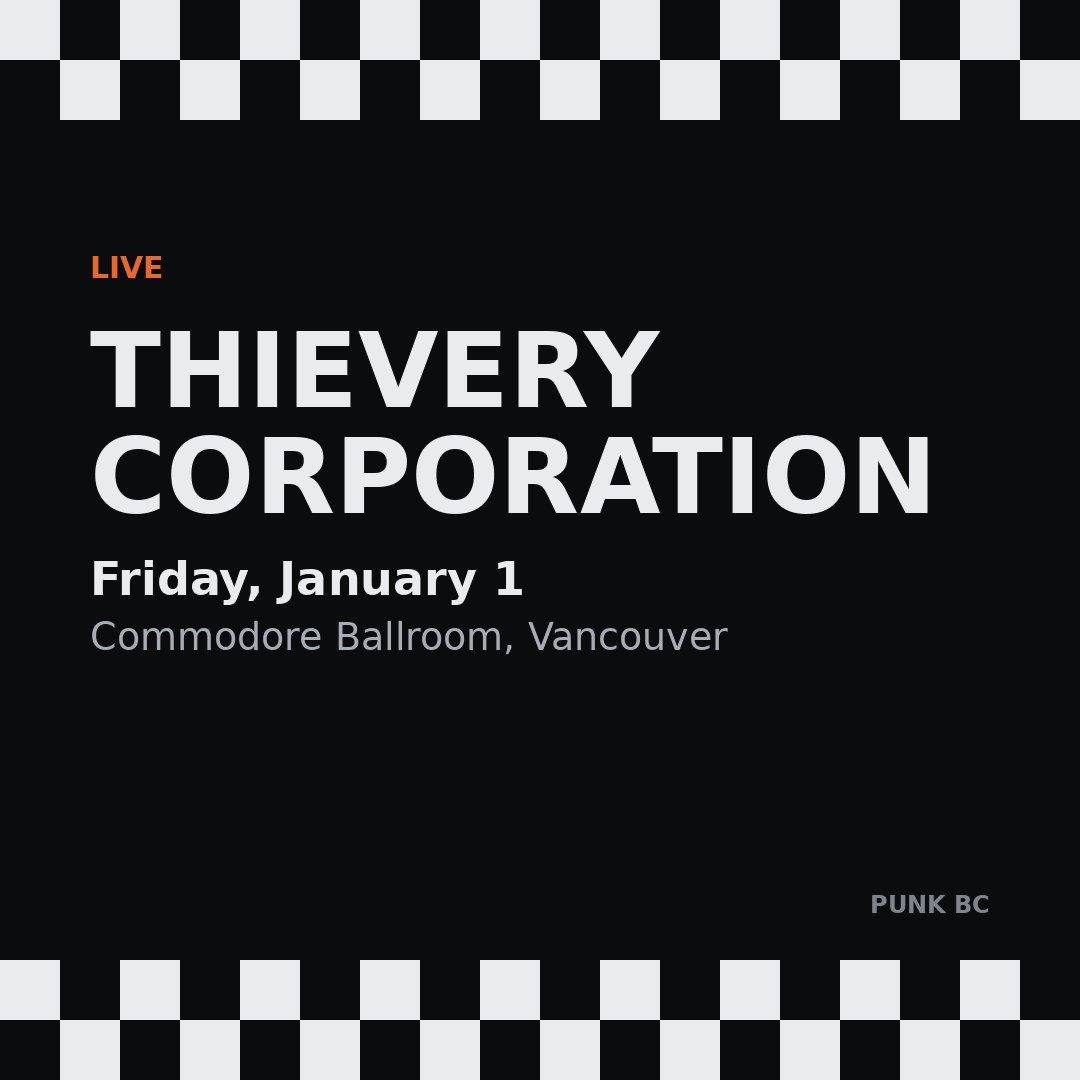 LIVE
THIEVERY
CORPORATION
Friday, January 1
Commodore Ballroom, Vancouver
PUNK BC